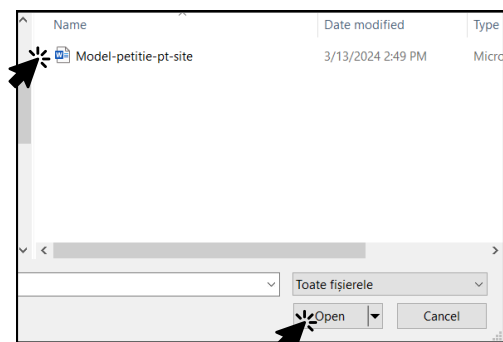 Name Date modified Type
Model-petitie-pt-site 3/13/2024 2:49 PM Micro
Toate fișierele
Open Cancel